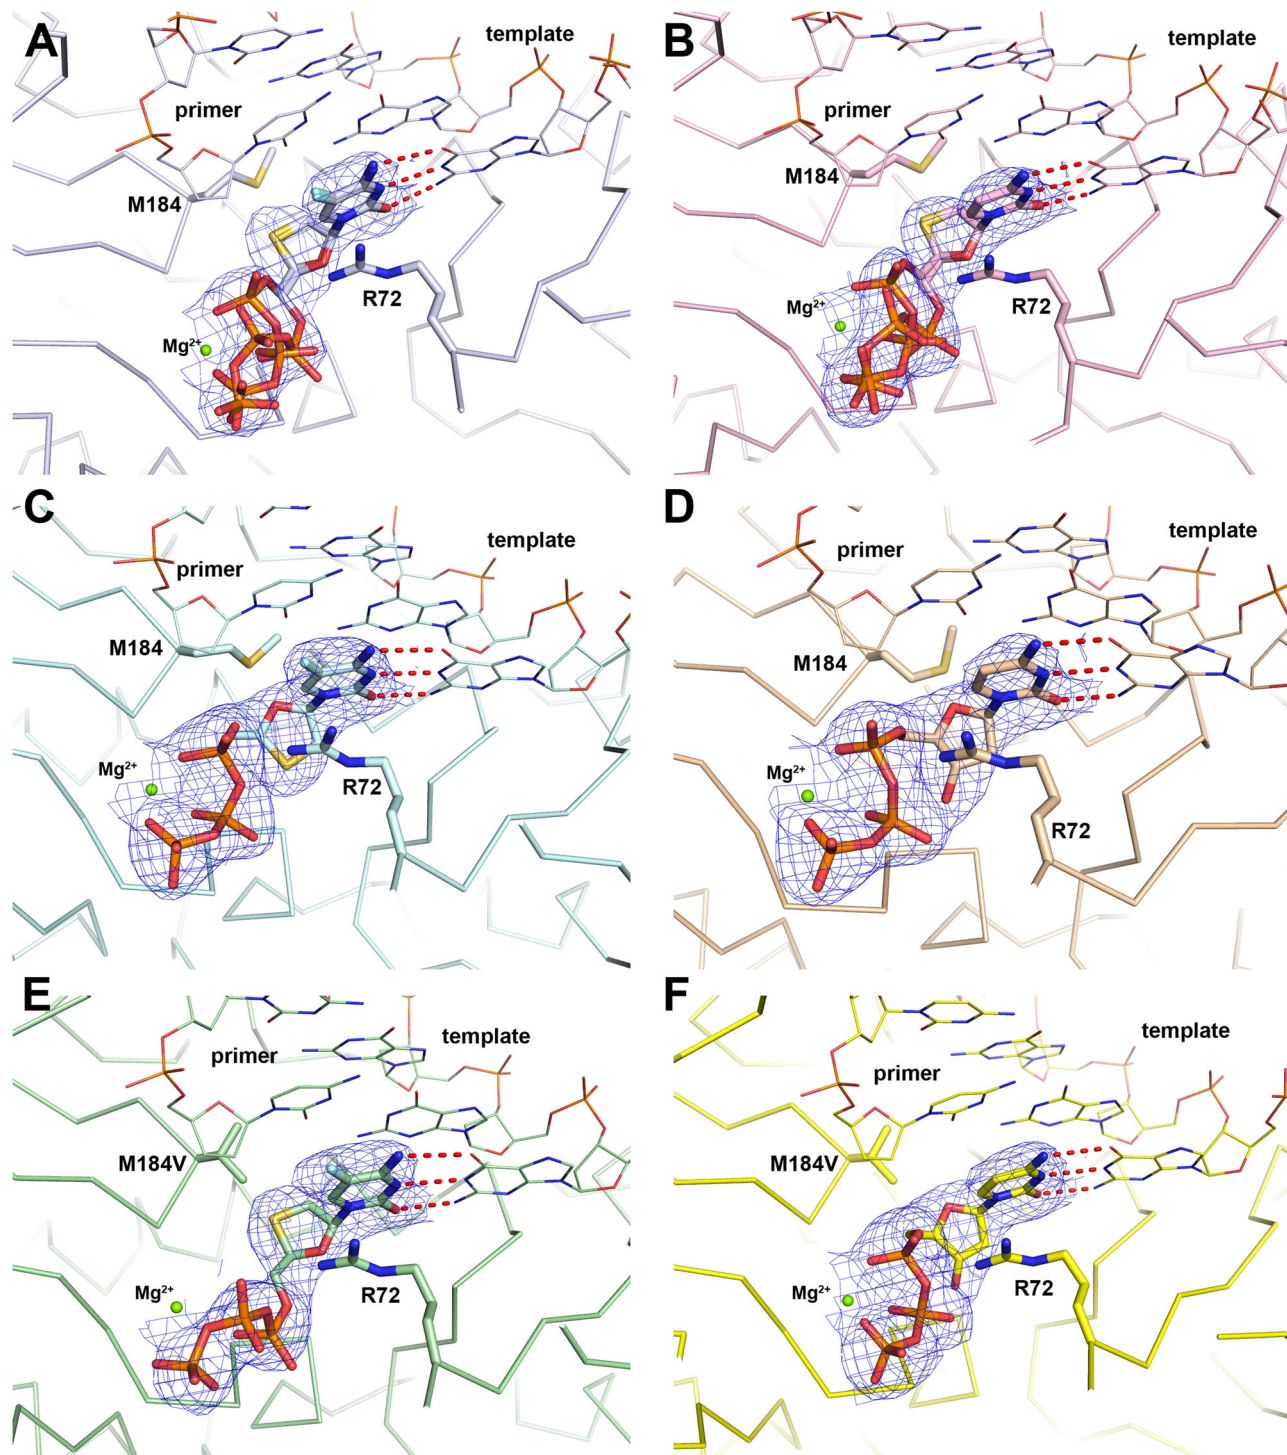 A
template
primer
M184
R72
Mg²⁺
B
template
primer
M184
R72
Mg²⁺
C
template
primer
M184
Mg²⁺
R72
D
template
primer
M184
Mg²⁺
R72
E
template
primer
M184V
Mg²⁺
R72
F
template
primer
M184V
Mg²⁺
R72